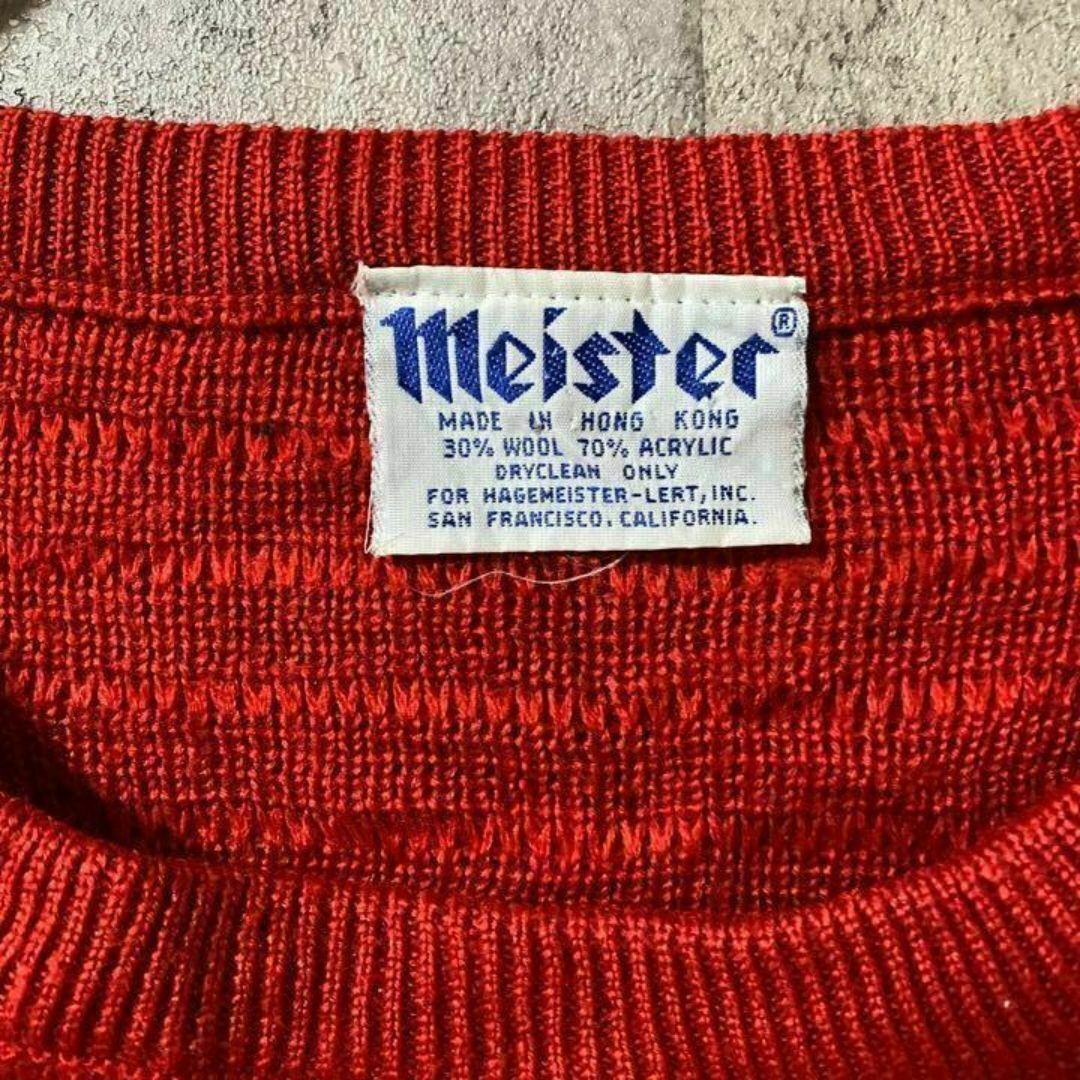 Meister®
MADE IN HONG KONG
30% WOOL 70% ACRYLIC
DRYCLEAN ONLY
FOR HAGEMEISTER-LERT, INC.
SAN FRANCISCO. CALIFORNIA.